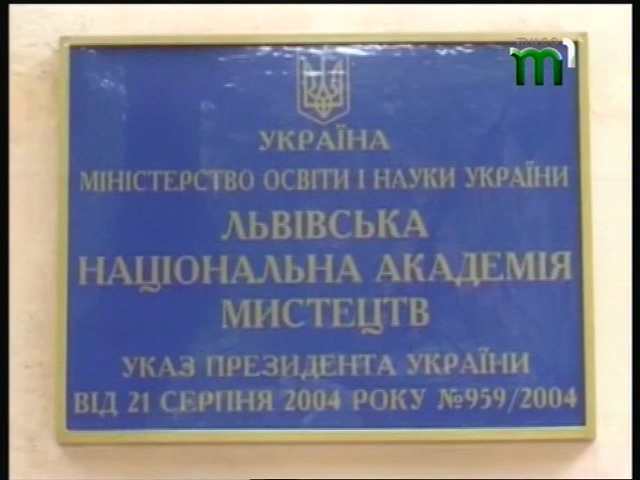 УКРАЇНА
МІНІСТЕРСТВО ОСВІТИ І НАУКИ УКРАЇНИ
ЛЬВІВСЬКА
НАЦІОНАЛЬНА АКАДЕМІЯ
МИСТЕЦТВ
УКАЗ ПРЕЗИДЕНТА УКРАЇНИ
ВІД 21 СЕРПНЯ 2004 РОКУ №959/2004